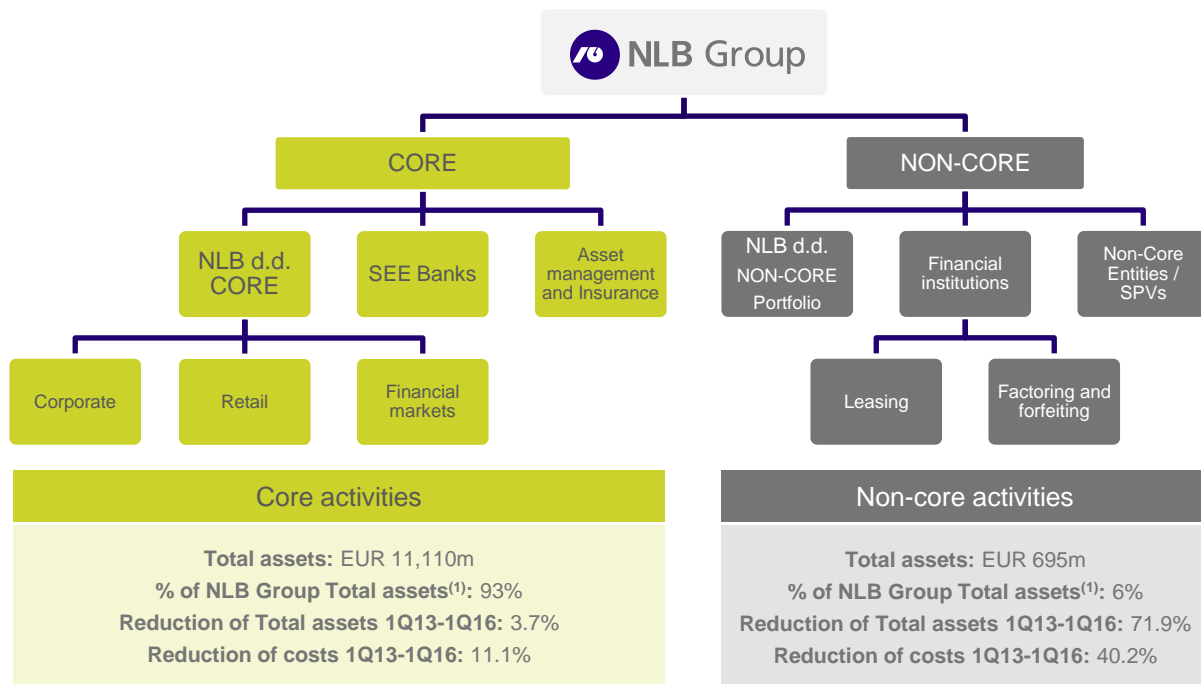 NLB Group
CORE
NON-CORE
NLB d.d.
CORE
SEE Banks
Asset
management
and Insurance
NLB d.d.
NON-CORE
Portfolio
Financial
institutions
Non-Core
Entities /
SPVs
Corporate
Retail
Financial
markets
Leasing
Factoring and
forfeiting
Core activities
Total assets: EUR 11,110m
% of NLB Group Total assets(1): 93%
Reduction of Total assets 1Q13-1Q16: 3.7%
Reduction of costs 1Q13-1Q16: 11.1%
Non-core activities
Total assets: EUR 695m
% of NLB Group Total assets(1): 6%
Reduction of Total assets 1Q13-1Q16: 71.9%
Reduction of costs 1Q13-1Q16: 40.2%